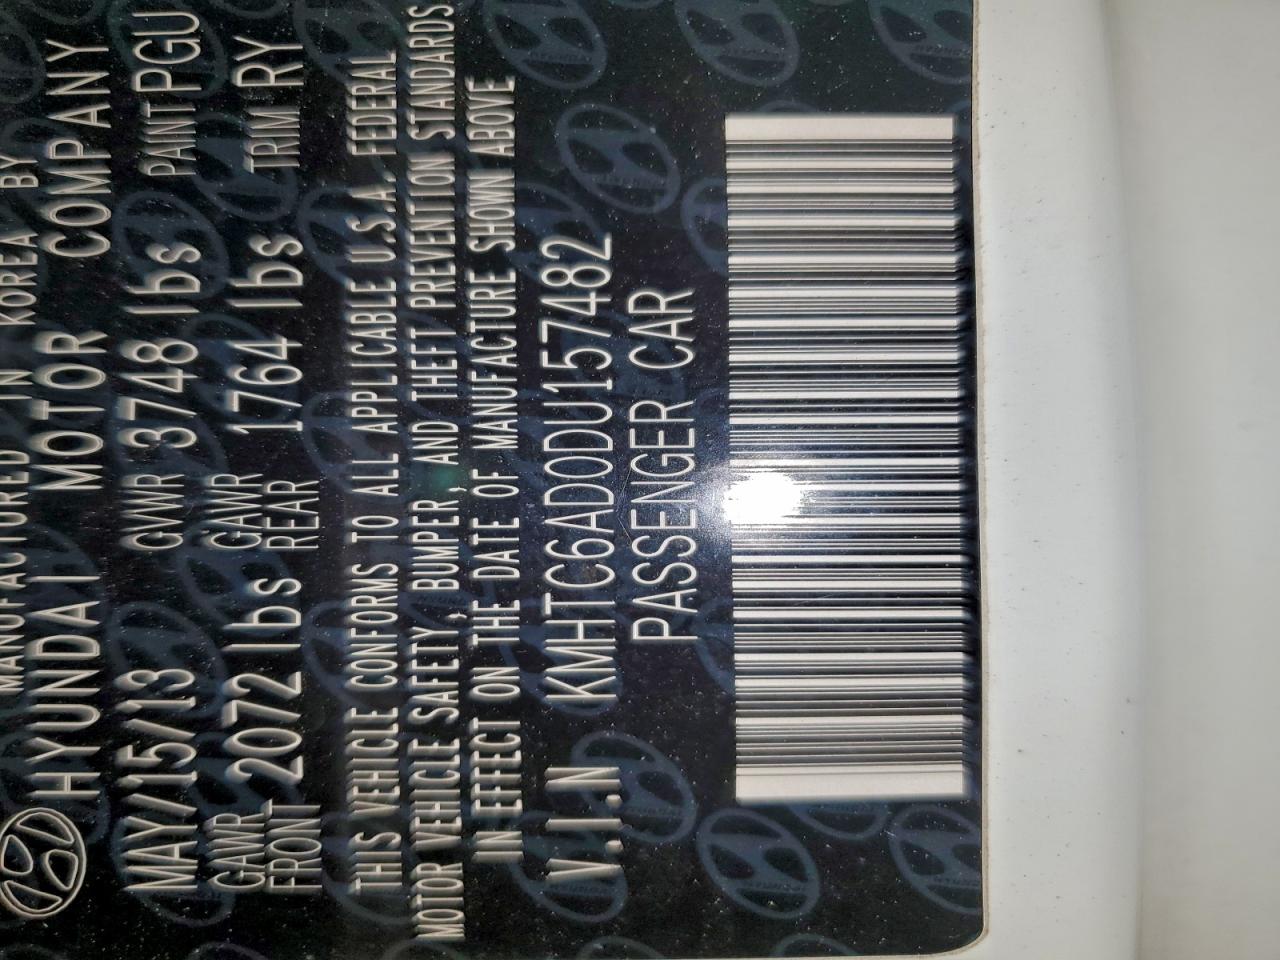 MANUFACTURED IN KOREA BY
HYUNDAI MOTOR COMPANY
MAY/15/13 GVWR 3748 lbs PAINT PGU
GAWR FRONT 2072 lbs GAWR REAR 1764 lbs TRIM RY
THIS VEHICLE CONFORMS TO ALL APPLICABLE U.S.A. FEDERAL
MOTOR VEHICLE SAFETY, BUMPER, AND THEFT PREVENTION STANDARDS
IN EFFECT ON THE DATE OF MANUFACTURE SHOWN ABOVE
V.I.N KMHTC6AD0DU157482
PASSENGER CAR